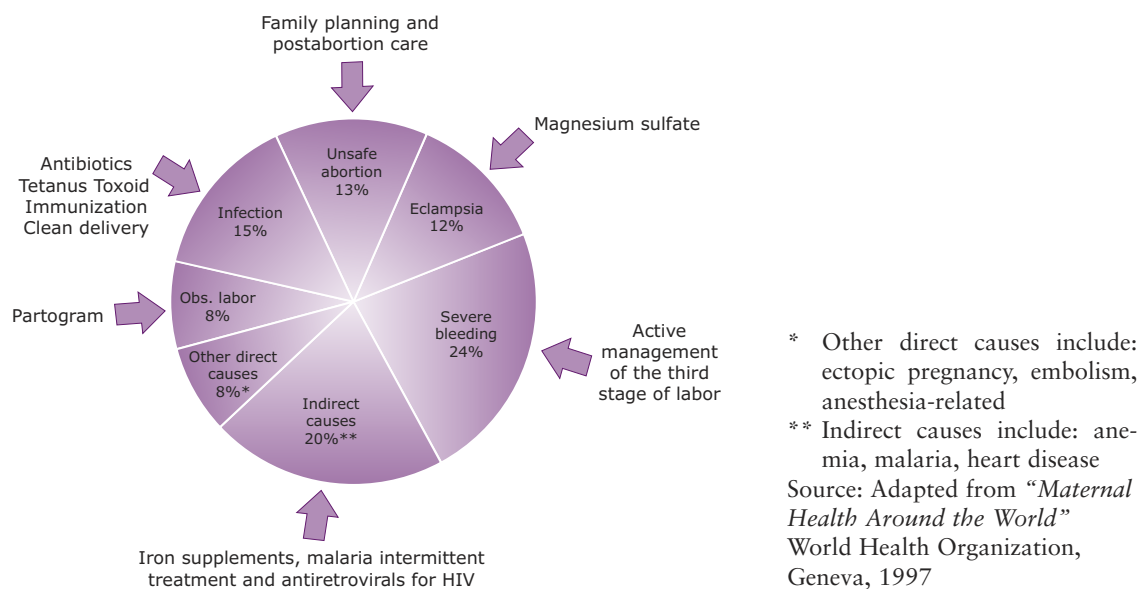 Family planning and
postabortion care
Magnesium sulfate
Antibiotics
Tetanus Toxoid
Immunization
Clean delivery
Unsafe
abortion
13%
Eclampsia
12%
Infection
15%
Obs. labor
8%
Partogram
Severe
bleeding
24%
Active
management
of the third
stage of labor
Other direct
causes
8%*
Indirect
causes
20%**
Iron supplements, malaria intermittent
treatment and antiretrovirals for HIV
* Other direct causes include:
ectopic pregnancy, embolism,
anesthesia-related
** Indirect causes include: ane-
mia, malaria, heart disease
Source: Adapted from “Maternal
Health Around the World”
World Health Organization,
Geneva, 1997